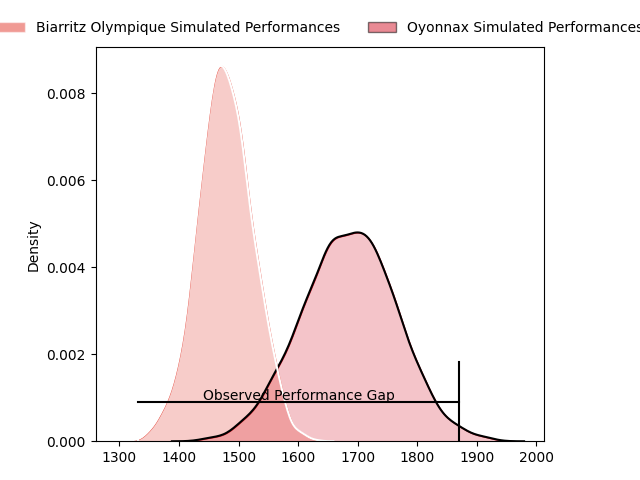 Biarritz Olympique Simulated Performances Oyonnax Simulated Performances
0.008
0.006
0.004
0.002
0.000
Density
Observed Performance Gap
1300 1400 1500 1600 1700 1800 1900 2000